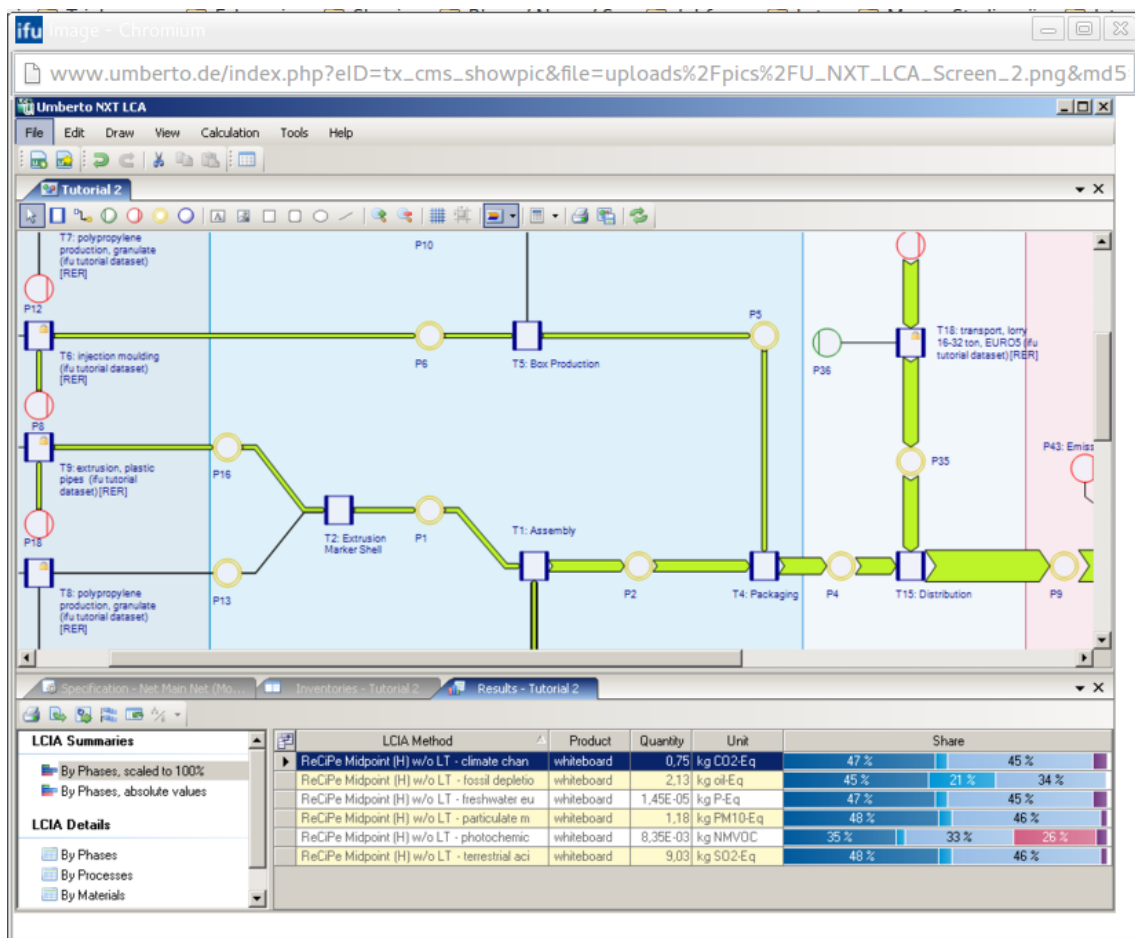 ifu Image - Chromium
www.umberto.de/index.php?eID=tx_cms_showpic&file=uploads%2Fpics%2FU_NXT_LCA_Screen_2.png&md5
Umberto NXT LCA
File Edit Draw View Calculation Tools Help
Tutorial 2
T7: polypropylene
production, granulate
(ifu tutorial dataset)
[RER]
P10
P12
P5
T6: injection moulding
(ifu tutorial dataset)
[RER]
P6
T5: Box Production
P36
T18: transport, lorry
16-32 ton, EURO5 (ifu
tutorial dataset)[RER]
P8
T9: extrusion, plastic
pipes (ifu tutorial
dataset)[RER]
P16
P35
P43: Emiss
P18
T2: Extrusion
Marker Shell
P1
T1: Assembly
T8: polypropylene
production, granulate
(ifu tutorial dataset)
[RER]
P13
P2
T4: Packaging
P4
T15: Distribution
P9
Specification - Net Main Net (Mo... Inventories - Tutorial 2 Results - Tutorial 2
LCIA Summaries
By Phases, scaled to 100%
By Phases, absolute values
LCIA Details
By Phases
By Processes
By Materials
LCIA Method Product Quantity Unit Share
ReCiPe Midpoint (H) w/o LT - climate chan whiteboard 0,75 kg CO2-Eq 47 % 45 %
ReCiPe Midpoint (H) w/o LT - fossil depletio whiteboard 2,13 kg oil-Eq 45 % 21 % 34 %
ReCiPe Midpoint (H) w/o LT - freshwater eu whiteboard 1,45E-05 kg P-Eq 47 % 45 %
ReCiPe Midpoint (H) w/o LT - particulate m whiteboard 1,18 kg PM10-Eq 48 % 46 %
ReCiPe Midpoint (H) w/o LT - photochemic whiteboard 8,35E-03 kg NMVOC 35 % 33 % 26 %
ReCiPe Midpoint (H) w/o LT - terrestrial aci whiteboard 9,03 kg SO2-Eq 48 % 46 %